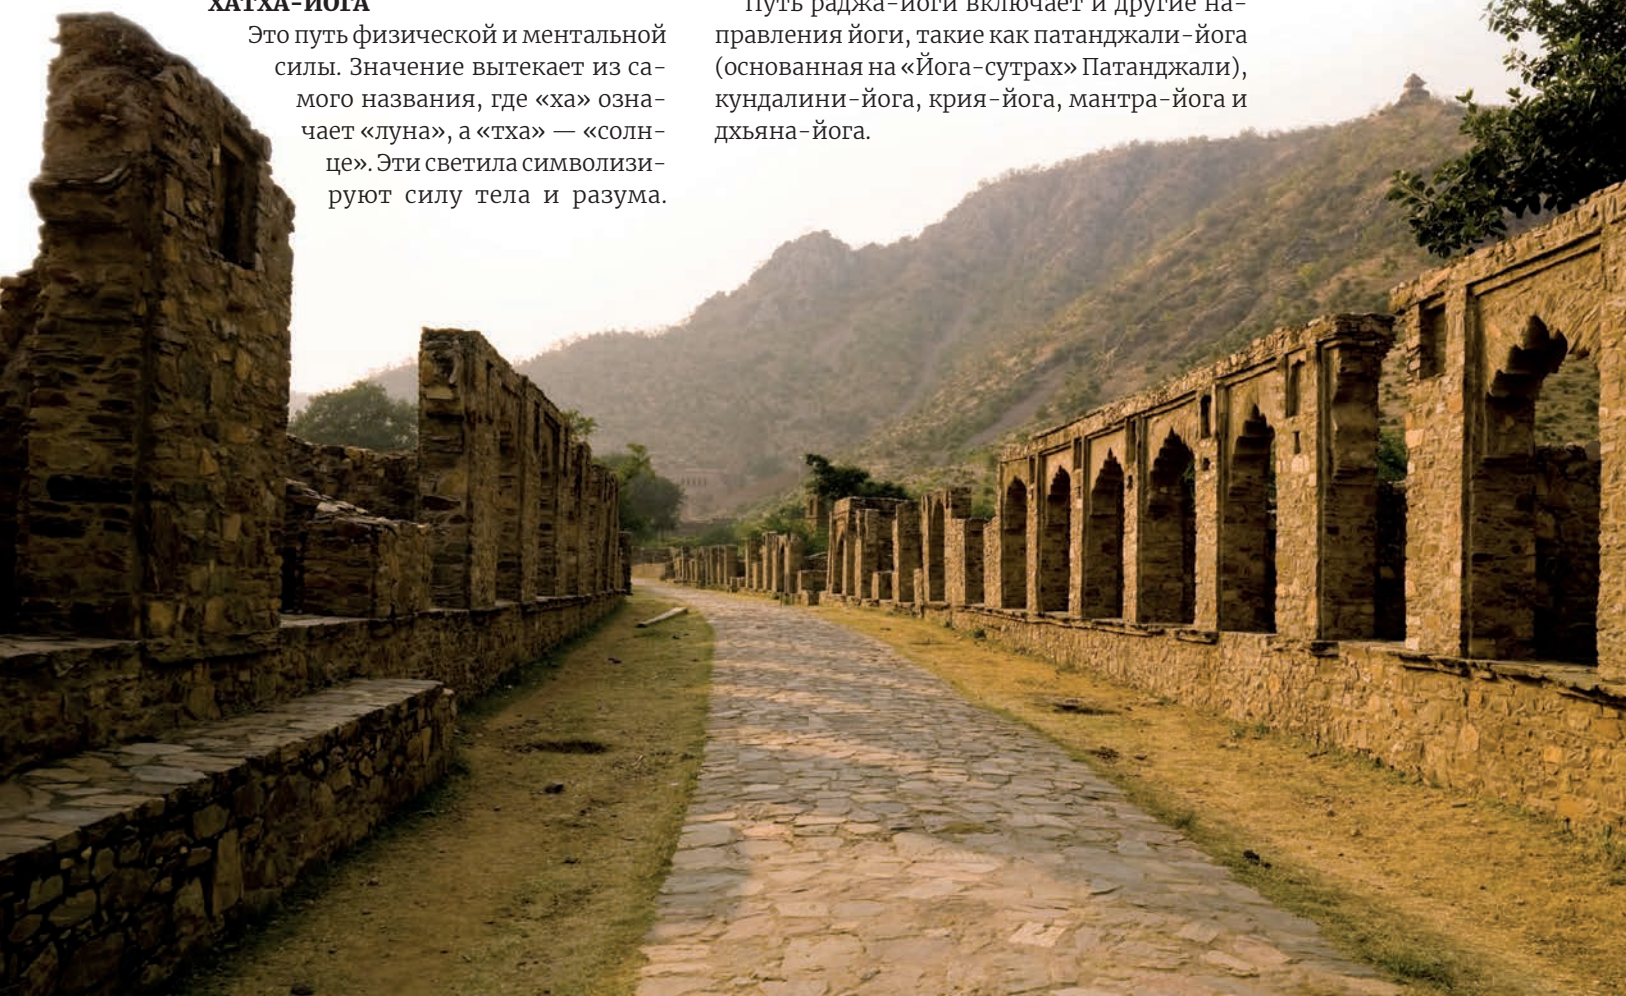 ХАТХА-ЙОГА
Это путь физической и ментальной
силы. Значение вытекает из са-
мого названия, где «ха» озна-
чает «луна», а «тха» — «солн-
це». Эти светила символизи-
руют силу тела и разума.
Путь раджа-йоги включает и другие на-
правления йоги, такие как патанджали-йога
(основанная на «Йога-сутрах» Патанджали),
кундалини-йога, крия-йога, мантра-йога и
дхьяна-йога.